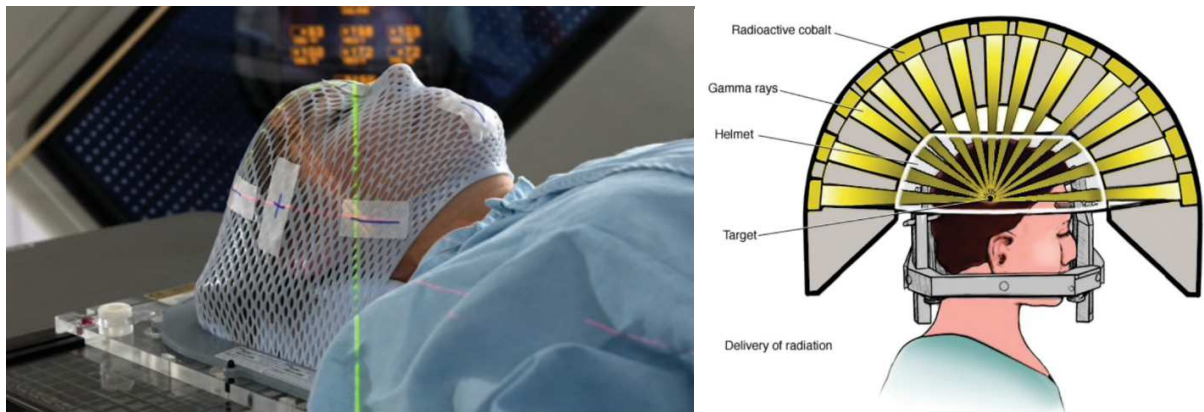 Radioactive cobalt
Gamma rays
Helmet
Target
Delivery of radiation